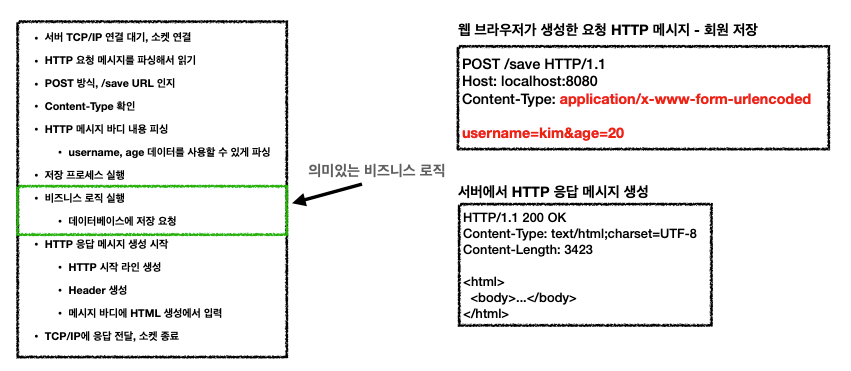 • 서버 TCP/IP 연결 대기, 소켓 연결
• HTTP 요청 메시지를 파싱해서 읽기
• POST 방식, /save URL 인지
• Content-Type 확인
• HTTP 메시지 바디 내용 피싱
• username, age 데이터를 사용할 수 있게 파싱
• 저장 프로세스 실행
• 비즈니스 로직 실행
• 데이터베이스에 저장 요청
• HTTP 응답 메시지 생성 시작
• HTTP 시작 라인 생성
• Header 생성
• 메시지 바디에 HTML 생성에서 입력
• TCP/IP에 응답 전달, 소켓 종료
의미있는 비즈니스 로직
웹 브라우저가 생성한 요청 HTTP 메시지 - 회원 저장
POST /save HTTP/1.1
Host: localhost:8080
Content-Type: application/x-www-form-urlencoded
username=kim&age=20
서버에서 HTTP 응답 메시지 생성
HTTP/1.1 200 OK
Content-Type: text/html;charset=UTF-8
Content-Length: 3423
<html>
<body>...</body>
</html>